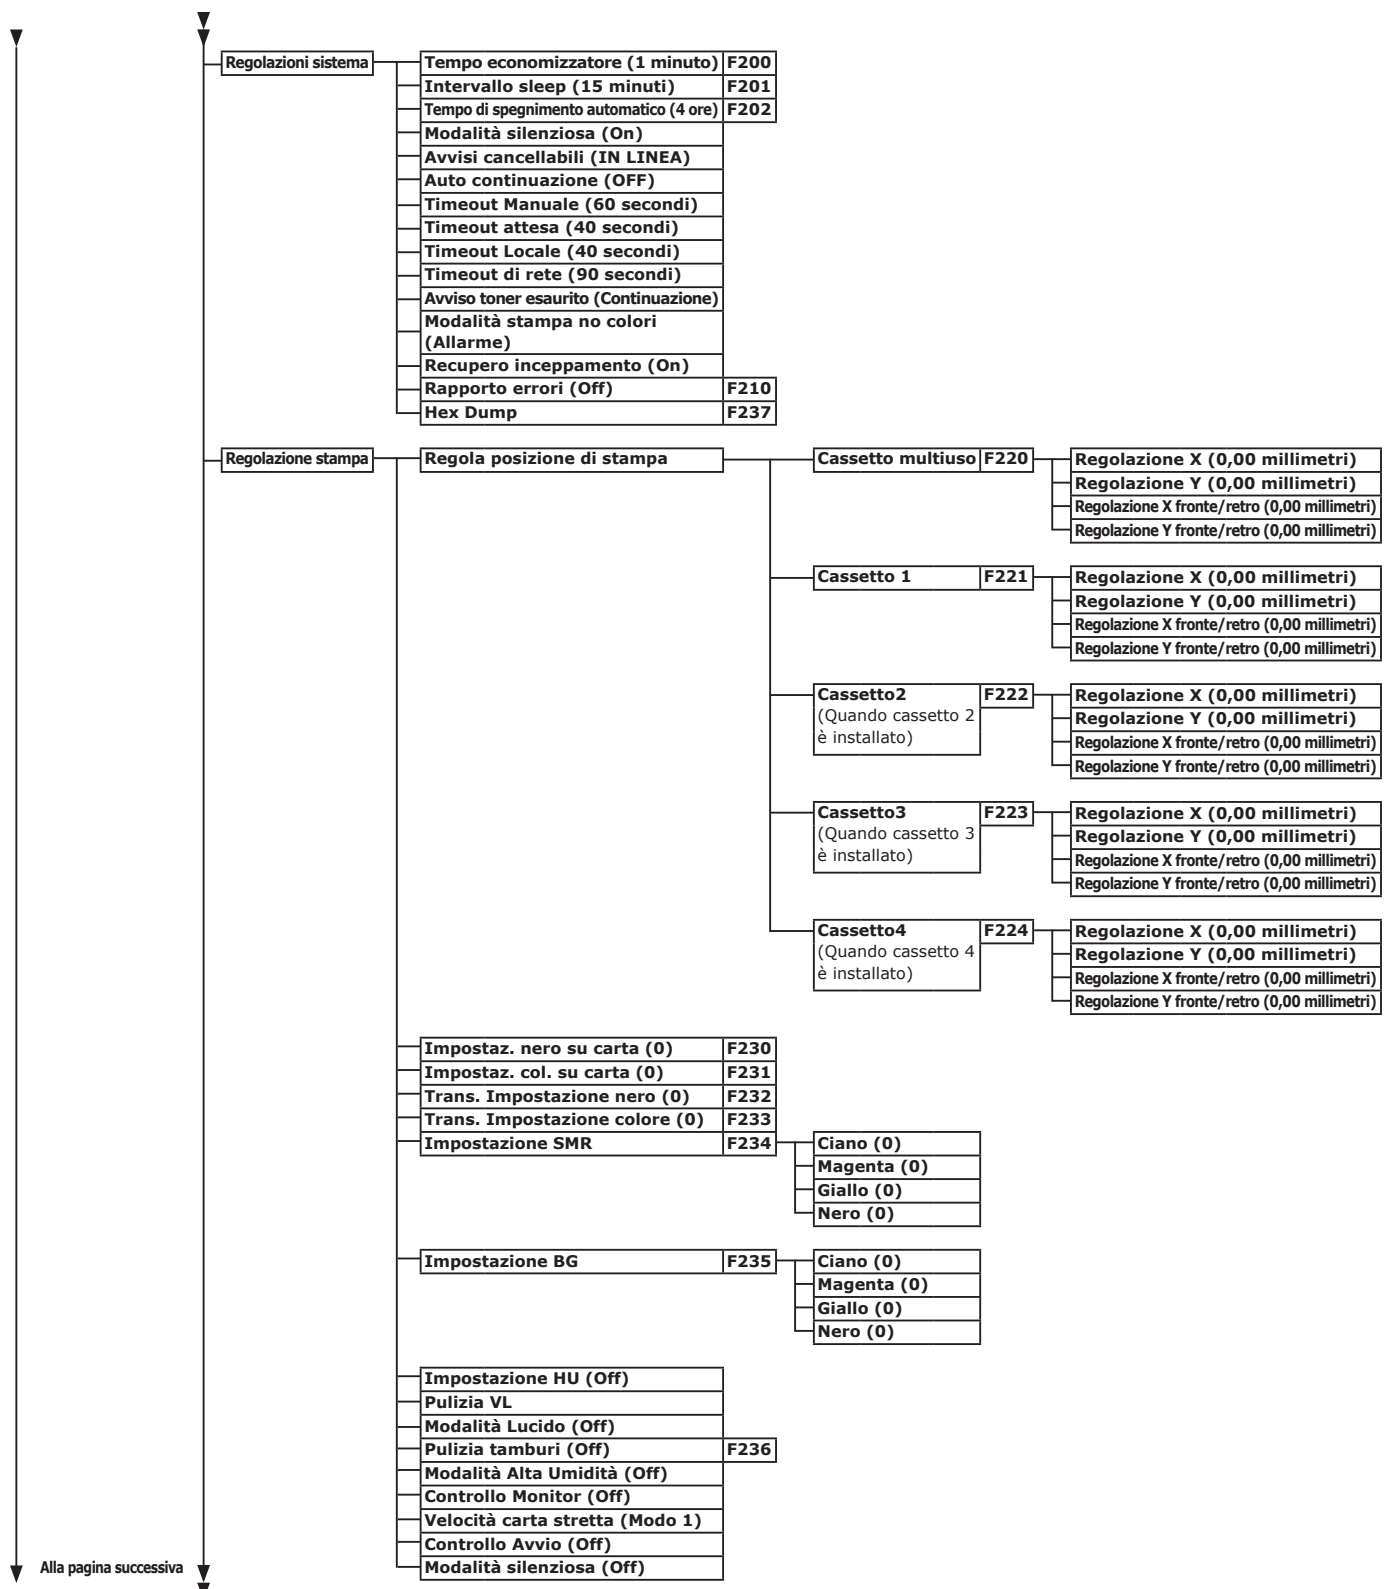 Regolazioni sistema Tempo economizzatore (1 minuto) F200
Intervallo sleep (15 minuti) F201
Tempo di spegnimento automatico (4 ore) F202
Modalità silenziosa (On)
Avvisi cancellabili (IN LINEA)
Auto continuazione (OFF)
Timeout Manuale (60 secondi)
Timeout attesa (40 secondi)
Timeout Locale (40 secondi)
Timeout di rete (90 secondi)
Avviso toner esaurito (Continuazione)
Modalità stampa no colori
(Allarme)
Recupero inceppamento (On)
Rapporto errori (Off) F210
Hex Dump F237
Regolazione stampa Regola posizione di stampa Cassetto multiuso F220 Regolazione X (0,00 millimetri)
Regolazione Y (0,00 millimetri)
Regolazione X fronte/retro (0,00 millimetri)
Regolazione Y fronte/retro (0,00 millimetri)
Cassetto 1 F221 Regolazione X (0,00 millimetri)
Regolazione Y (0,00 millimetri)
Regolazione X fronte/retro (0,00 millimetri)
Regolazione Y fronte/retro (0,00 millimetri)
Cassetto2 F222 Regolazione X (0,00 millimetri)
(Quando cassetto 2 Regolazione Y (0,00 millimetri)
è installato) Regolazione X fronte/retro (0,00 millimetri)
Regolazione Y fronte/retro (0,00 millimetri)
Cassetto3 F223 Regolazione X (0,00 millimetri)
(Quando cassetto 3 Regolazione Y (0,00 millimetri)
è installato) Regolazione X fronte/retro (0,00 millimetri)
Regolazione Y fronte/retro (0,00 millimetri)
Cassetto4 F224 Regolazione X (0,00 millimetri)
(Quando cassetto 4 Regolazione Y (0,00 millimetri)
è installato) Regolazione X fronte/retro (0,00 millimetri)
Regolazione Y fronte/retro (0,00 millimetri)
Impostaz. nero su carta (0) F230
Impostaz. col. su carta (0) F231
Trans. Impostazione nero (0) F232
Trans. Impostazione colore (0) F233
Impostazione SMR F234 Ciano (0)
Magenta (0)
Giallo (0)
Nero (0)
Impostazione BG F235 Ciano (0)
Magenta (0)
Giallo (0)
Nero (0)
Impostazione HU (Off)
Pulizia VL
Modalità Lucido (Off)
Pulizia tamburi (Off) F236
Modalità Alta Umidità (Off)
Controllo Monitor (Off)
Velocità carta stretta (Modo 1)
Controllo Avvio (Off)
Alla pagina successiva Modalità silenziosa (Off)